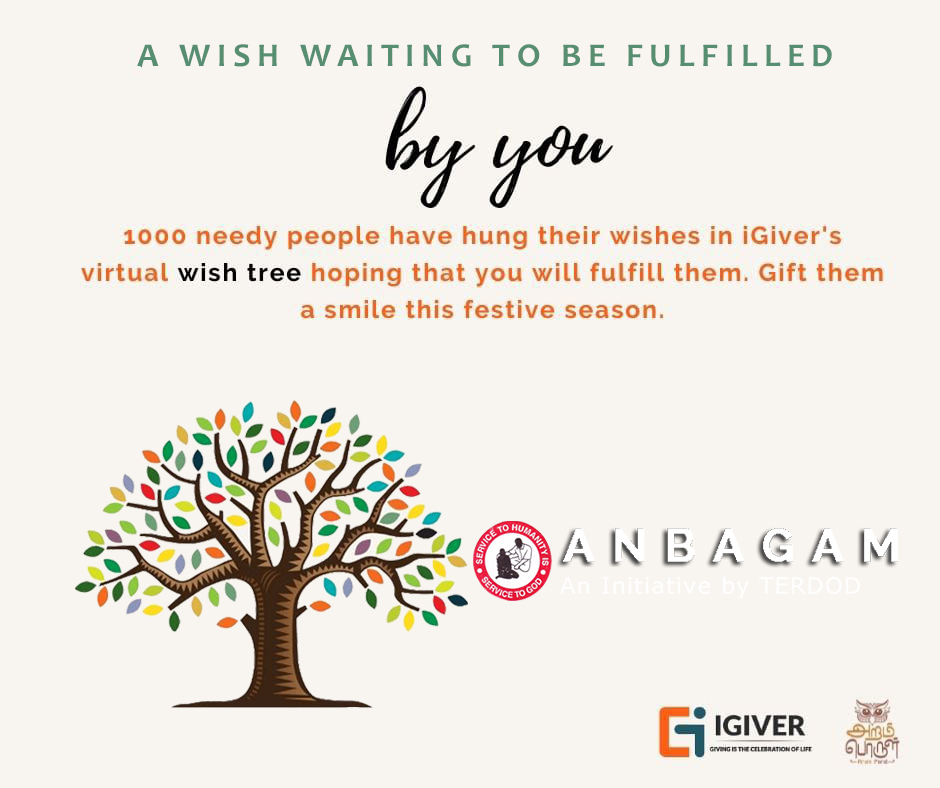 A WISH WAITING TO BE FULFILLED
by you
1000 needy people have hung their wishes in iGiver's
virtual wish tree hoping that you will fulfill them. Gift them
a smile this festive season.
SERVICE TO HUMANITY IS
SERVICE TO GOD
ANBAGAM
An Initiative by TERDOD
IGIVER
GIVING IS THE CELEBRATION OF LIFE
அறம்
பொருள்
Aram Porul